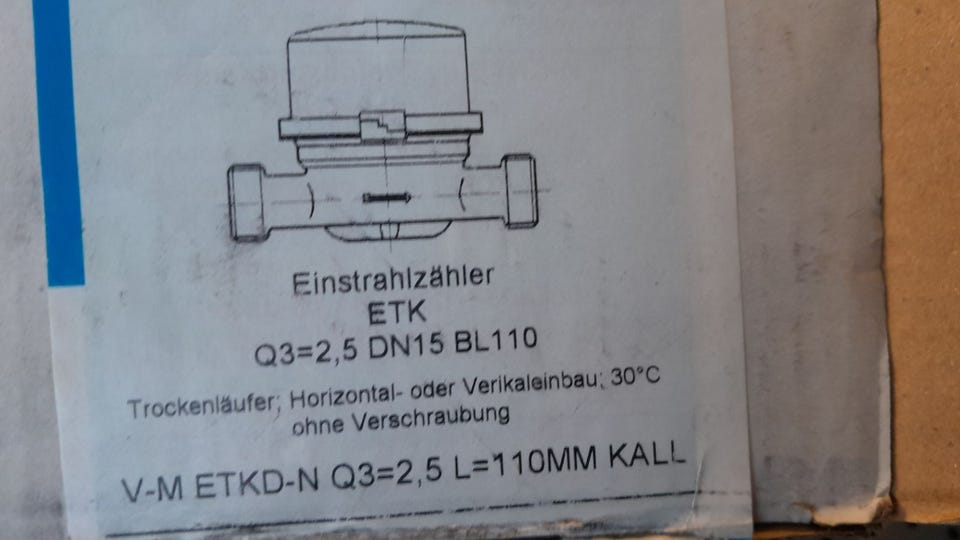 Einstrahlzähler
ETK
Q3=2,5 DN15 BL110
Trockenläufer; Horizontal- oder Verikaleinbau; 30°C
ohne Verschraubung
V-M ETKD-N Q3=2,5 L=110MM KALL